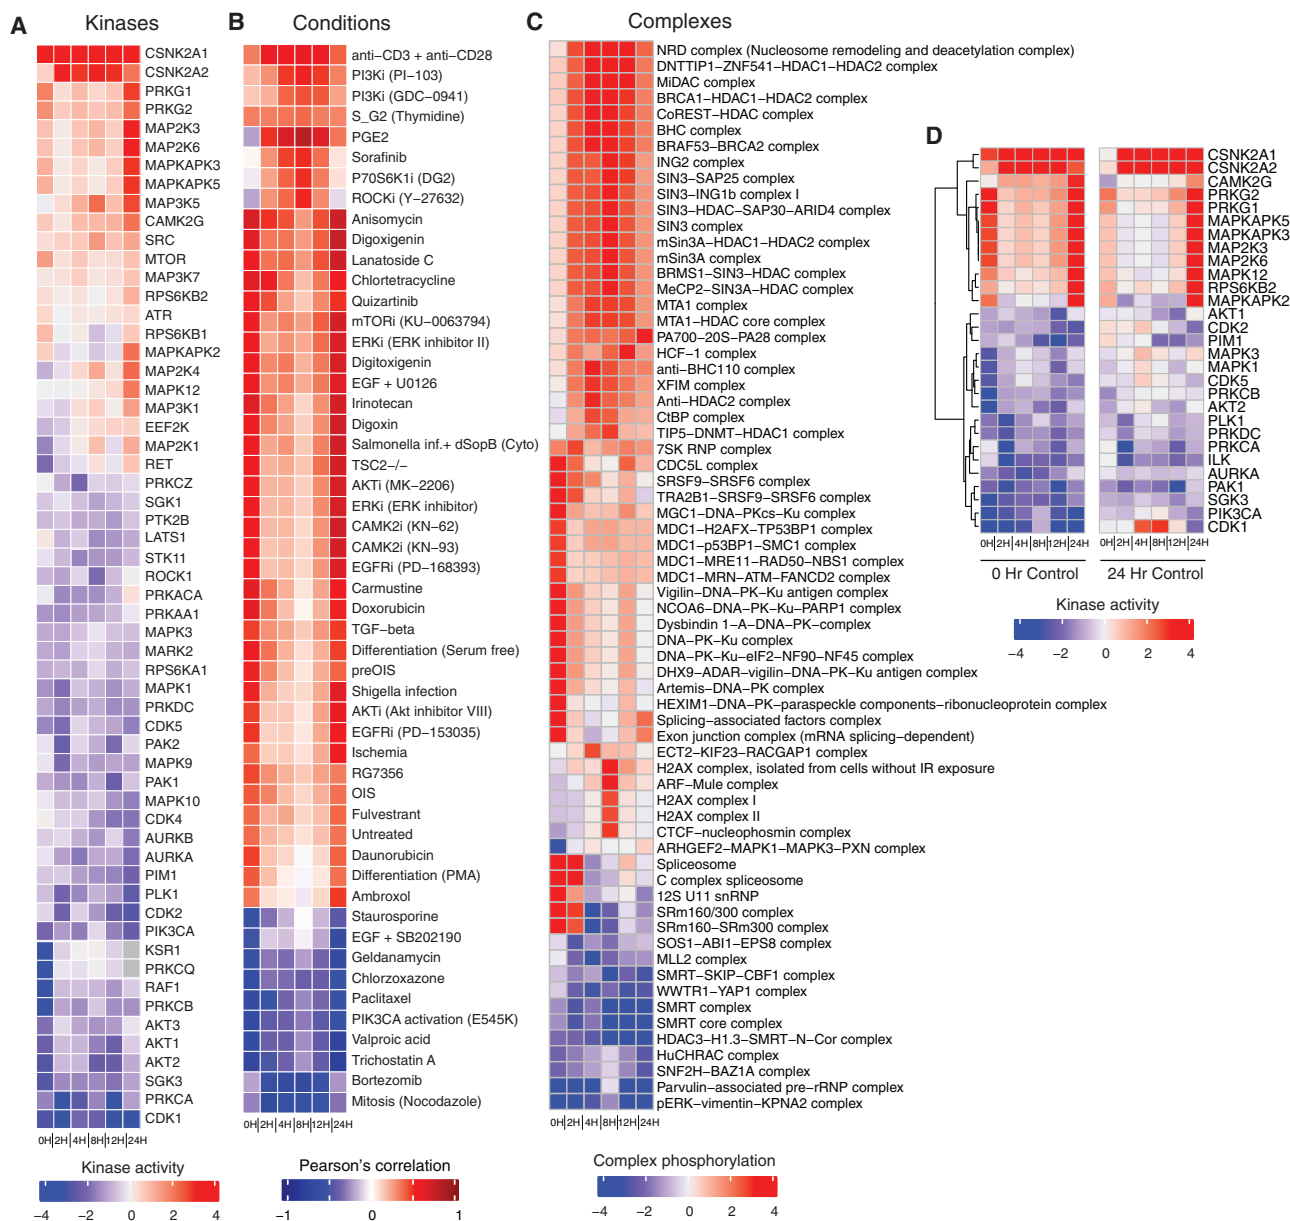 A
Kinases
CSNK2A1
CSNK2A2
PRKG1
PRKG2
MAP2K3
MAP2K6
MAPKAPK3
MAPKAPK5
MAP3K5
CAMK2G
SRC
MTOR
MAP3K7
RPS6KB2
ATR
RPS6KB1
MAPKAPK2
MAP2K4
MAPK12
MAP3K1
EEF2K
MAP2K1
RET
PRKCZ
SGK1
PTK2B
LATS1
STK11
ROCK1
PRKACA
PRKAA1
MAPK3
MARK2
RPS6KA1
MAPK1
PRKDC
CDK5
PAK2
MAPK9
PAK1
MAPK10
CDK4
AURKB
AURKA
PIM1
PLK1
CDK2
PIK3CA
KSR1
PRKCQ
RAF1
PRKCB
AKT3
AKT1
AKT2
SGK3
PRKCA
CDK1
0H 2H 4H 8H 12H 24H
Kinase activity
−4 −2 0 2 4
B
Conditions
anti−CD3 + anti−CD28
PI3Ki (PI−103)
PI3Ki (GDC−0941)
S_G2 (Thymidine)
PGE2
Sorafinib
P70S6K1i (DG2)
ROCKi (Y−27632)
Anisomycin
Digoxigenin
Lanatoside C
Chlortetracycline
Quizartinib
mTORi (KU−0063794)
ERKi (ERK inhibitor II)
Digitoxigenin
EGF + U0126
Irinotecan
Digoxin
Salmonella inf.+ dSopB (Cyto)
TSC2−/−
AKTi (MK−2206)
ERKi (ERK inhibitor)
CAMK2i (KN−62)
CAMK2i (KN−93)
EGFRi (PD−168393)
Carmustine
Doxorubicin
TGF−beta
Differentiation (Serum free)
preOIS
Shigella infection
AKTi (Akt inhibitor VIII)
EGFRi (PD−153035)
Ischemia
RG7356
OIS
Fulvestrant
Untreated
Daunorubicin
Differentiation (PMA)
Ambroxol
Staurosporine
EGF + SB202190
Geldanamycin
Chlorzoxazone
Paclitaxel
PIK3CA activation (E545K)
Valproic acid
Trichostatin A
Bortezomib
Mitosis (Nocodazole)
0H 2H 4H 8H 12H 24H
Pearson's correlation
−1 0 1
C
Complexes
NRD complex (Nucleosome remodeling and deacetylation complex)
DNTTIP1−ZNF541−HDAC1−HDAC2 complex
MiDAC complex
BRCA1−HDAC1−HDAC2 complex
CoREST−HDAC complex
BHC complex
BRAF53−BRCA2 complex
ING2 complex
SIN3−SAP25 complex
SIN3−ING1b complex I
SIN3−HDAC−SAP30−ARID4 complex
SIN3 complex
mSin3A−HDAC1−HDAC2 complex
mSin3A complex
BRMS1−SIN3−HDAC complex
MeCP2−SIN3A−HDAC complex
MTA1 complex
MTA1−HDAC core complex
PA700−20S−PA28 complex
HCF−1 complex
anti−BHC110 complex
XFIM complex
Anti−HDAC2 complex
CtBP complex
TIP5−DNMT−HDAC1 complex
7SK RNP complex
CDC5L complex
SRSF9−SRSF6 complex
TRA2B1−SRSF9−SRSF6 complex
MGC1−DNA−PKcs−Ku complex
MDC1−H2AFX−TP53BP1 complex
MDC1−p53BP1−SMC1 complex
MDC1−MRE11−RAD50−NBS1 complex
MDC1−MRN−ATM−FANCD2 complex
Vigilin−DNA−PK−Ku antigen complex
NCOA6−DNA−PK−Ku−PARP1 complex
Dysbindin 1−A−DNA−PK−complex
DNA−PK−Ku complex
DNA−PK−Ku−eIF2−NF90−NF45 complex
DHX9−ADAR−vigilin−DNA−PK−Ku antigen complex
Artemis−DNA−PK complex
HEXIM1−DNA−PK−paraspeckle components−ribonucleoprotein complex
Splicing−associated factors complex
Exon junction complex (mRNA splicing−dependent)
ECT2−KIF23−RACGAP1 complex
H2AX complex, isolated from cells without IR exposure
ARF−Mule complex
H2AX complex I
H2AX complex II
CTCF−nucleophosmin complex
ARHGEF2−MAPK1−MAPK3−PXN complex
Spliceosome
C complex spliceosome
12S U11 snRNP
SRm160/300 complex
SRm160−SRm300 complex
SOS1−ABI1−EPS8 complex
MLL2 complex
SMRT−SKIP−CBF1 complex
WWTR1−YAP1 complex
SMRT complex
SMRT core complex
HDAC3−H1.3−SMRT−N−Cor complex
HuCHRAC complex
SNF2H−BAZ1A complex
Parvulin−associated pre−rRNP complex
pERK−vimentin−KPNA2 complex
0H 2H 4H 8H 12H 24H
Complex phosphorylation
−4 −2 0 2 4
D
CSNK2A1
CSNK2A2
CAMK2G
PRKG2
PRKG1
MAPKAPK5
MAPKAPK3
MAP2K3
MAP2K6
MAPK12
RPS6KB2
MAPKAPK2
AKT1
CDK2
PIM1
MAPK3
MAPK1
CDK5
PRKCB
AKT2
PLK1
PRKDC
PRKCA
ILK
AURKA
PAK1
SGK3
PIK3CA
CDK1
0H 2H 4H 8H 12H 24H 0H 2H 4H 8H 12H 24H
0 Hr Control 24 Hr Control
Kinase activity
−4 −2 0 2 4